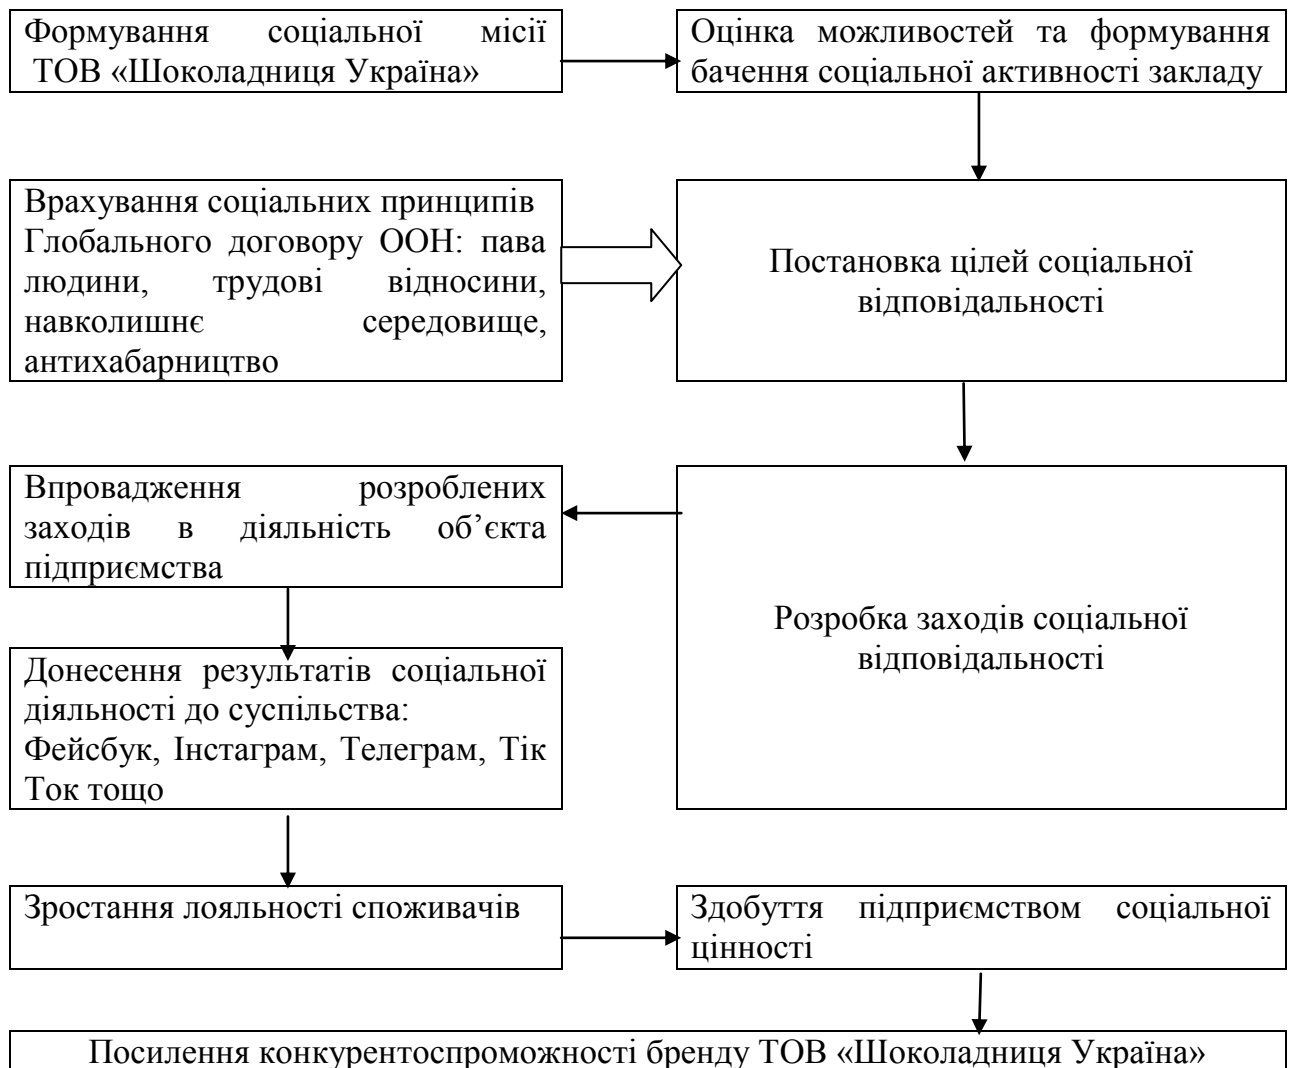 Формування соціальної місії
ТОВ «Шоколадниця Україна»
Оцінка можливостей та формування
бачення соціальної активності закладу
Врахування соціальних принципів
Глобального договору ООН: пава
людини, трудові відносини,
навколишнє середовище,
антихабарництво
Постановка цілей соціальної
відповідальності
Впровадження розроблених
заходів в діяльність об’єкта
підприємства
Розробка заходів соціальної
відповідальності
Донесення результатів соціальної
діяльності до суспільства:
Фейсбук, Інстаграм, Телеграм, Тік
Ток тощо
Зростання лояльності споживачів
Здобуття підприємством соціальної
цінності
Посилення конкурентоспроможності бренду ТОВ «Шоколадниця Україна»